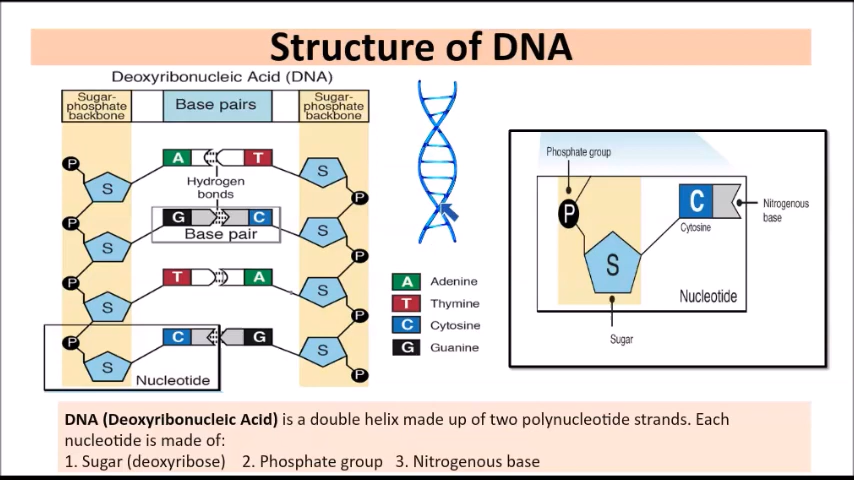 Structure of DNA
Deoxyribonucleic Acid (DNA)
Sugar-
phosphate
backbone
Base pairs
Sugar-
phosphate
backbone
P
S
A
T
S
P
Hydrogen
bonds
P
S
G
C
S
P
Base pair
P
S
T
A
S
P
P
S
C
G
S
P
Nucleotide
A Adenine
T Thymine
C Cytosine
G Guanine
Phosphate group
P
C
Nitrogenous
base
Cytosine
S
Nucleotide
Sugar
DNA (Deoxyribonucleic Acid) is a double helix made up of two polynucleotide strands. Each
nucleotide is made of:
1. Sugar (deoxyribose) 2. Phosphate group 3. Nitrogenous base